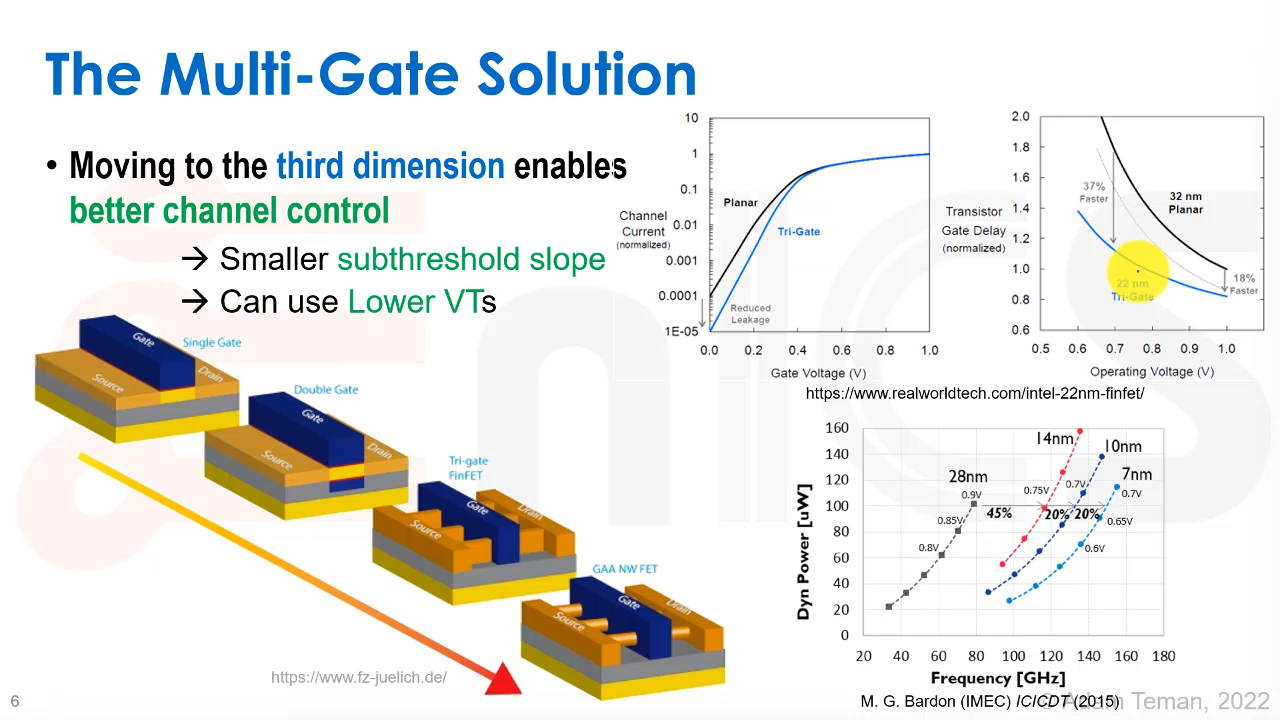 The Multi-Gate Solution
• Moving to the third dimension enables
better channel control
→ Smaller subthreshold slope
→ Can use Lower VTs
Single Gate
Gate
Source
Drain
Double Gate
Gate
Source
Drain
Tri-gate
FinFET
Gate
Source
Drain
GAA NW FET
Gate
Source
Drain
https://www.fz-juelich.de/
10
1
0.1
0.01
0.001
0.0001
1E-05
Channel
Current
(normalized)
Planar
Tri-Gate
Reduced
Leakage
0.0 0.2 0.4 0.6 0.8 1.0
Gate Voltage (V)
2.0
1.8
1.6
1.4
1.2
1.0
0.8
0.6
Transistor
Gate Delay
(normalized)
37%
Faster
32 nm
Planar
22 nm
Tri-Gate
18%
Faster
0.5 0.6 0.7 0.8 0.9 1.0
Operating Voltage (V)
https://www.realworldtech.com/intel-22nm-finfet/
160
140
120
100
80
60
40
20
0
Dyn Power [uW]
28nm
0.9V
0.85V
0.8V
45%
14nm
0.75V
20%
10nm
0.7V
20%
7nm
0.7V
0.65V
0.6V
20 40 60 80 100 120 140 160 180
Frequency [GHz]
M. G. Bardon (IMEC) ICICDT (2015)
© Adam Teman, 2022
6